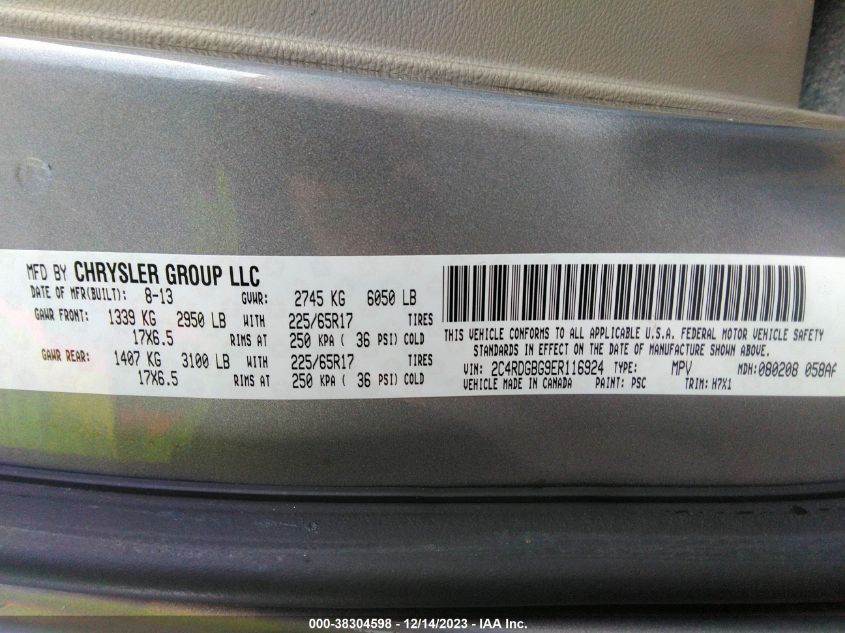 MFD BY CHRYSLER GROUP LLC
DATE OF MFR(BUILT): 8-13 GVWR: 2745 KG 6050 LB
GAWR FRONT: 1339 KG 2950 LB WITH 225/65R17 TIRES
17X6.5 RIMS AT 250 KPA ( 36 PSI) COLD
GAWR REAR: 1407 KG 3100 LB WITH 225/65R17 TIRES
17X6.5 RIMS AT 250 KPA ( 36 PSI) COLD
THIS VEHICLE CONFORMS TO ALL APPLICABLE U.S.A. FEDERAL MOTOR VEHICLE SAFETY
STANDARDS IN EFFECT ON THE DATE OF MANUFACTURE SHOWN ABOVE.
VIN: 2C4RDGBG9ER116924 TYPE: MPV MDH:080208 058AA
VEHICLE MADE IN CANADA PAINT: PSC TRIM: H7X1
000-38304598 - 12/14/2023 - IAA Inc.